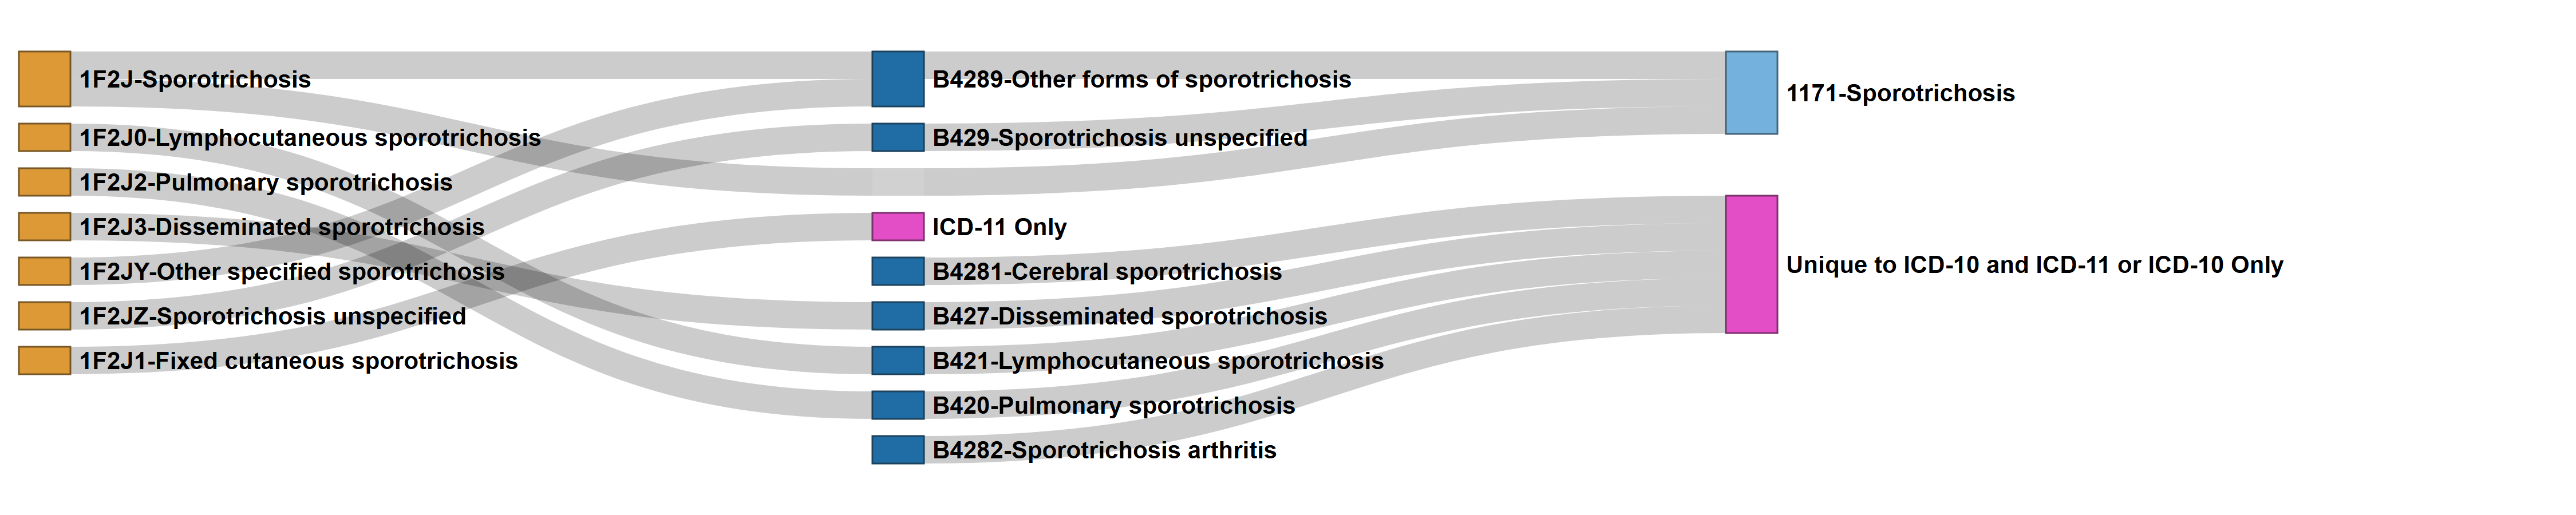 1F2J-Sporotrichosis
1F2J0-Lymphocutaneous sporotrichosis
1F2J2-Pulmonary sporotrichosis
1F2J3-Disseminated sporotrichosis
1F2JY-Other specified sporotrichosis
1F2JZ-Sporotrichosis unspecified
1F2J1-Fixed cutaneous sporotrichosis
B4289-Other forms of sporotrichosis
B429-Sporotrichosis unspecified
ICD-11 Only
B4281-Cerebral sporotrichosis
B427-Disseminated sporotrichosis
B421-Lymphocutaneous sporotrichosis
B420-Pulmonary sporotrichosis
B4282-Sporotrichosis arthritis
1171-Sporotrichosis
Unique to ICD-10 and ICD-11 or ICD-10 Only